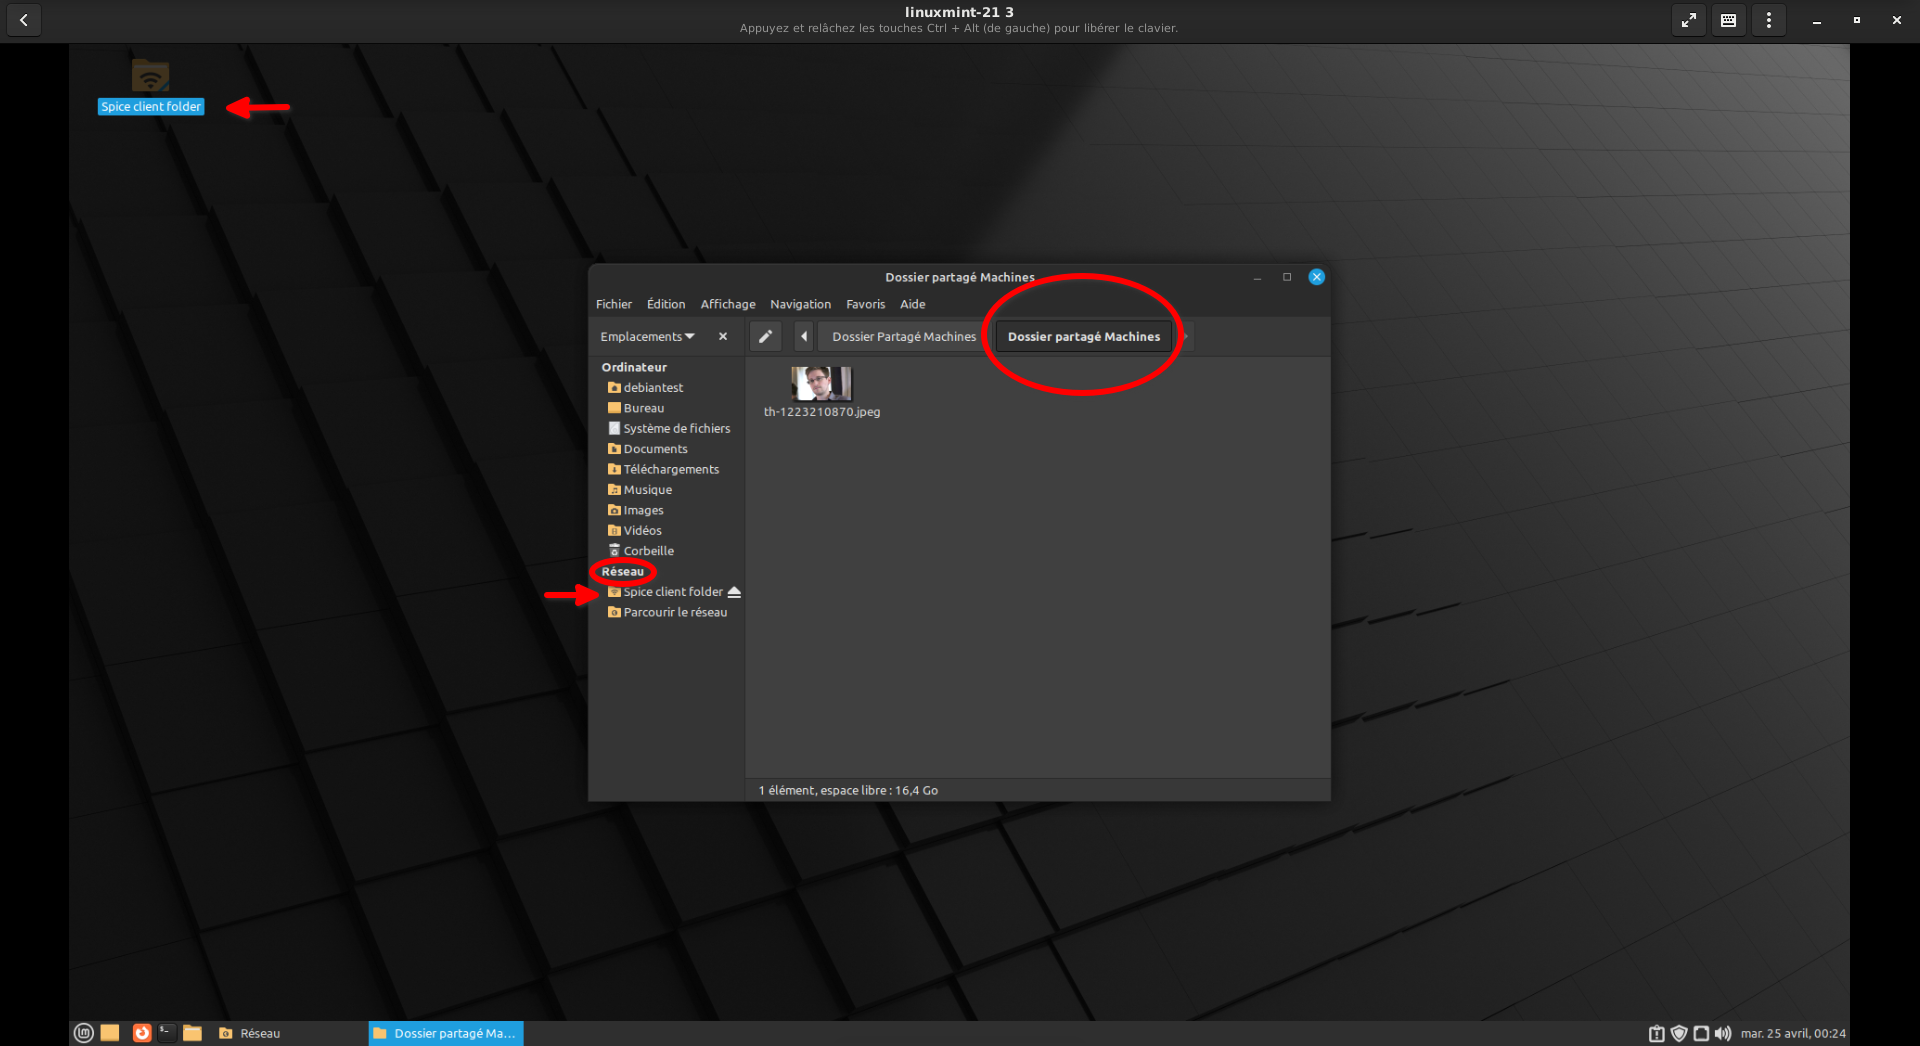 linuxmint-21 3
Appuyez et relâchez les touches Ctrl + Alt (de gauche) pour libérer le clavier.
Spice client folder
Dossier partagé Machines
Fichier Édition Affichage Navigation Favoris Aide
Emplacements Dossier Partagé Machines Dossier partagé Machines
Ordinateur
debiantest
Bureau
Système de fichiers
Documents
Téléchargements
Musique
Images
Vidéos
Corbeille
Réseau
Spice client folder
Parcourir le réseau
th-1223210870.jpeg
1 élément, espace libre : 16,4 Go
Réseau Dossier partagé Ma... mar. 25 avril, 00:24